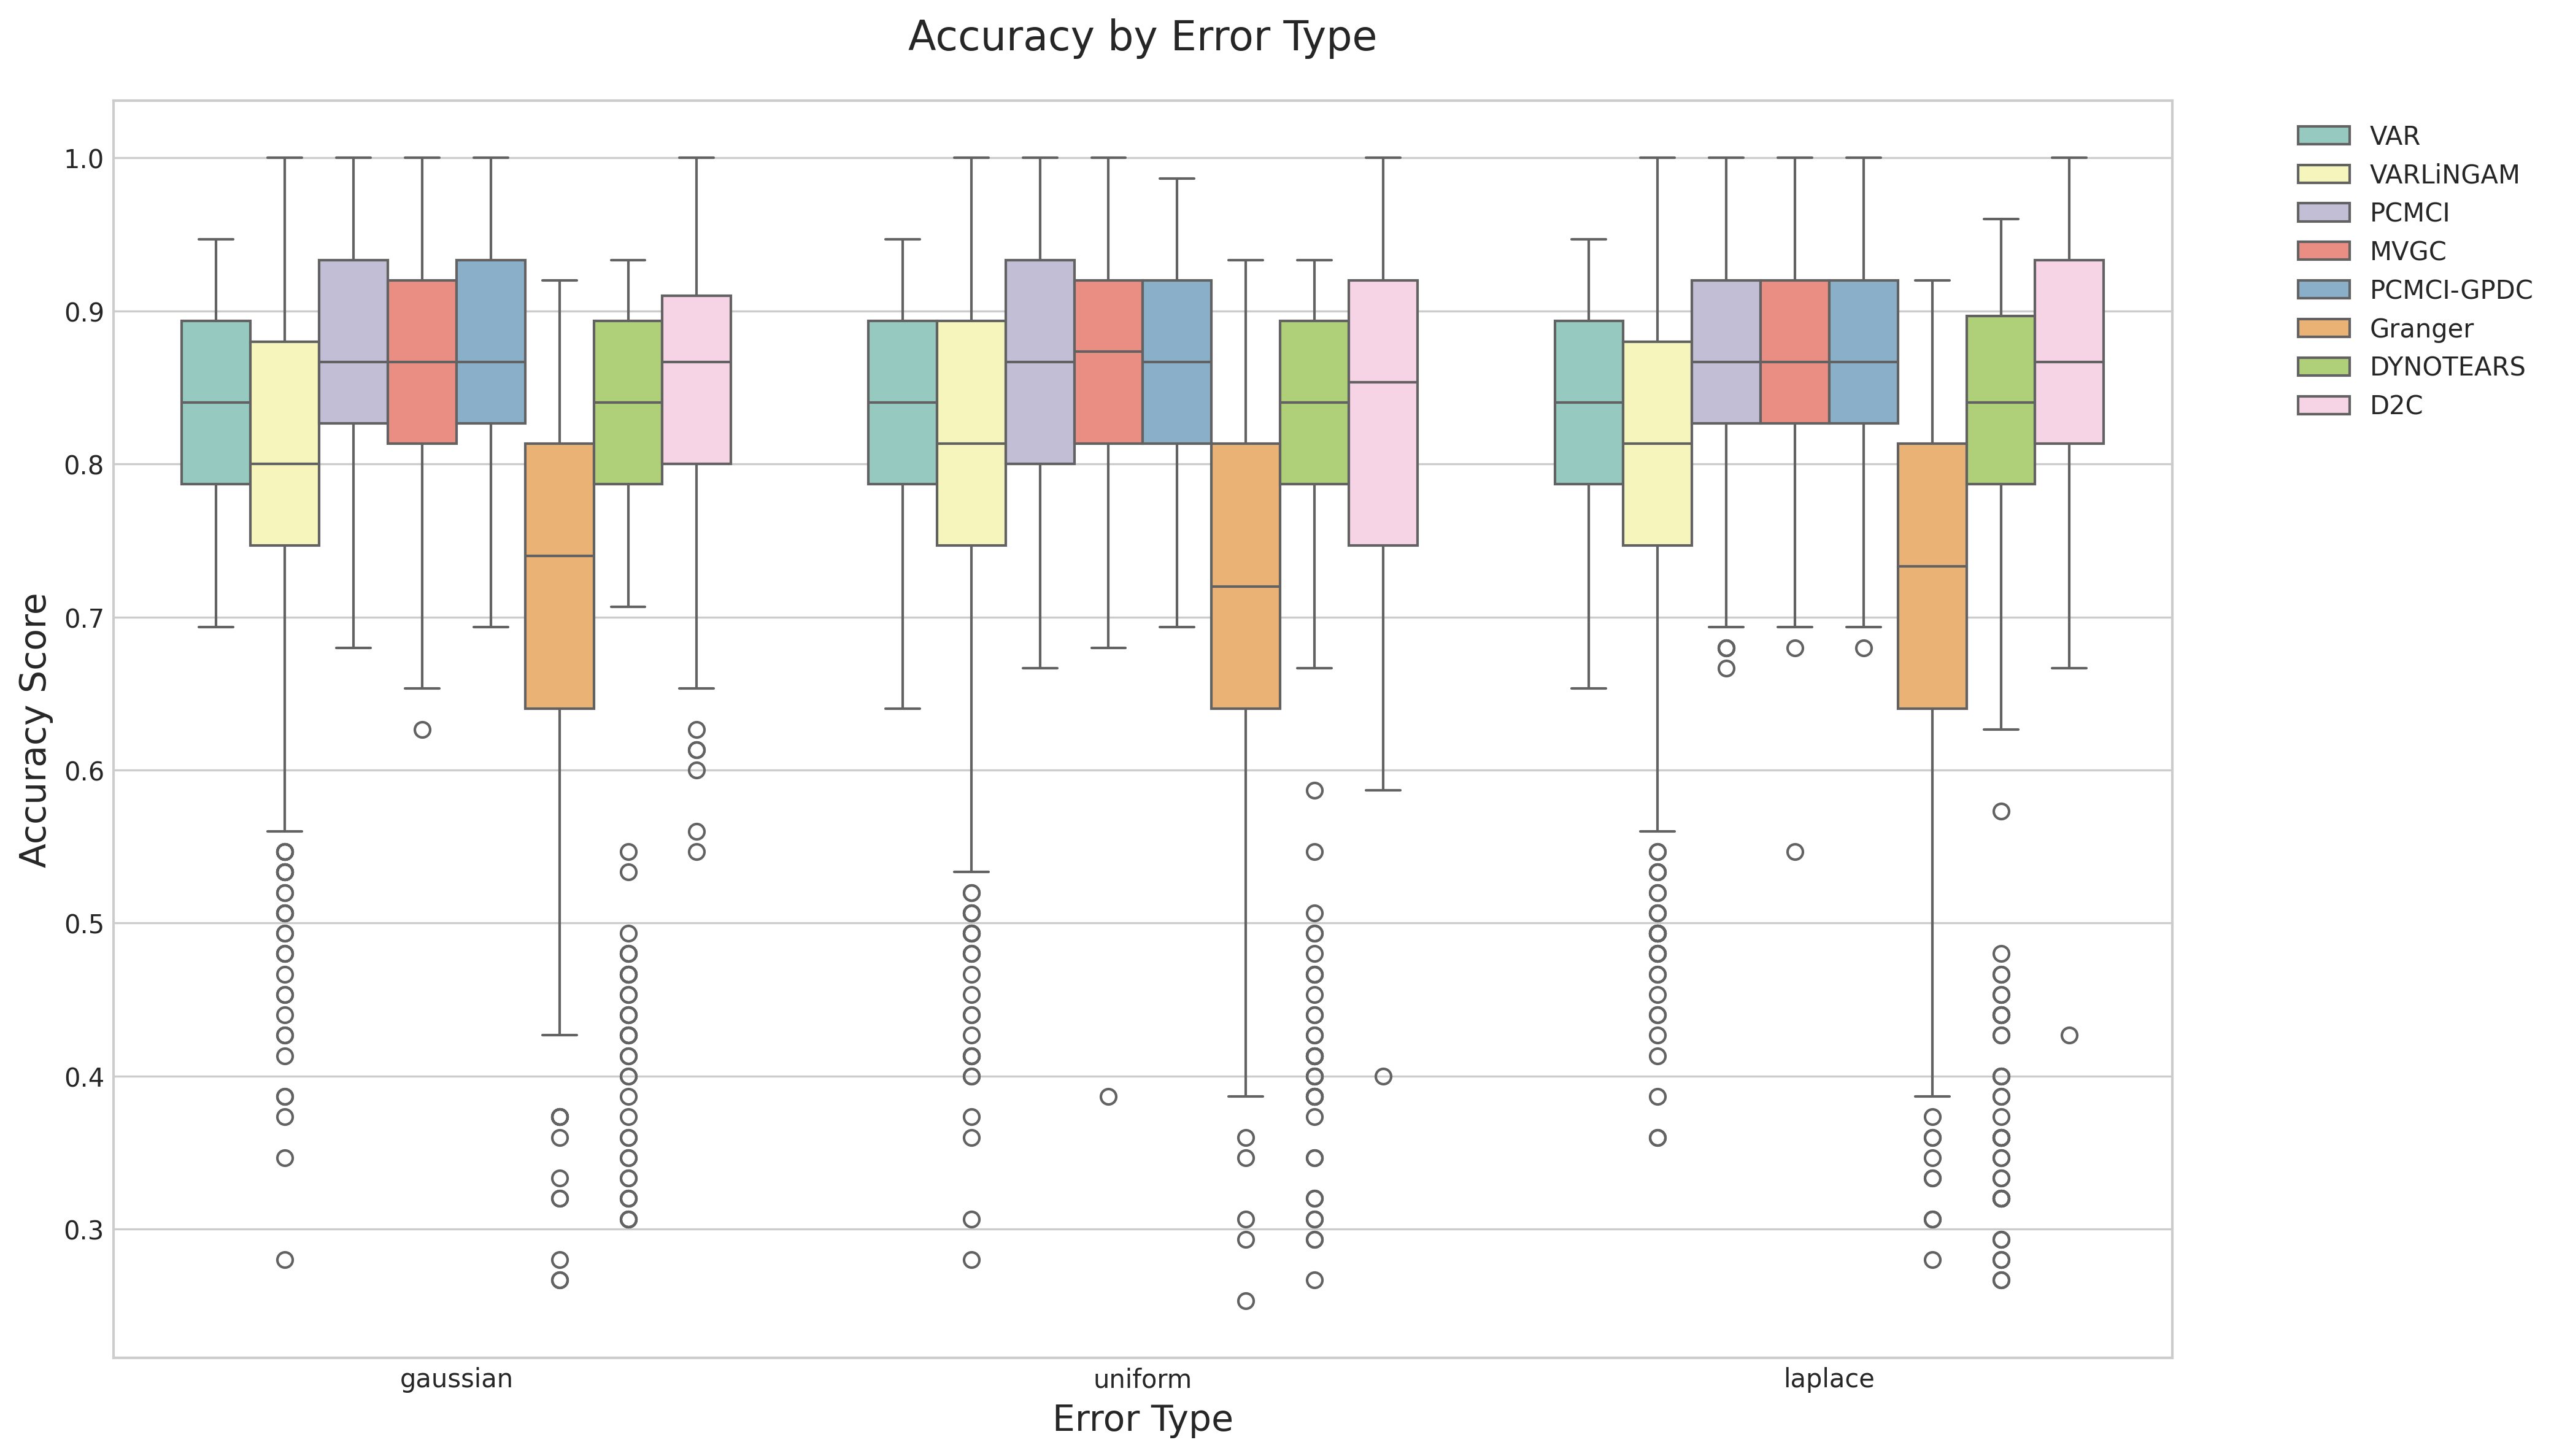 Accuracy by Error Type
Accuracy Score
1.0
0.9
0.8
0.7
0.6
0.5
0.4
0.3
gaussian
uniform
laplace
Error Type
VAR
VARLiNGAM
PCMCI
MVGC
PCMCI-GPDC
Granger
DYNOTEARS
D2C